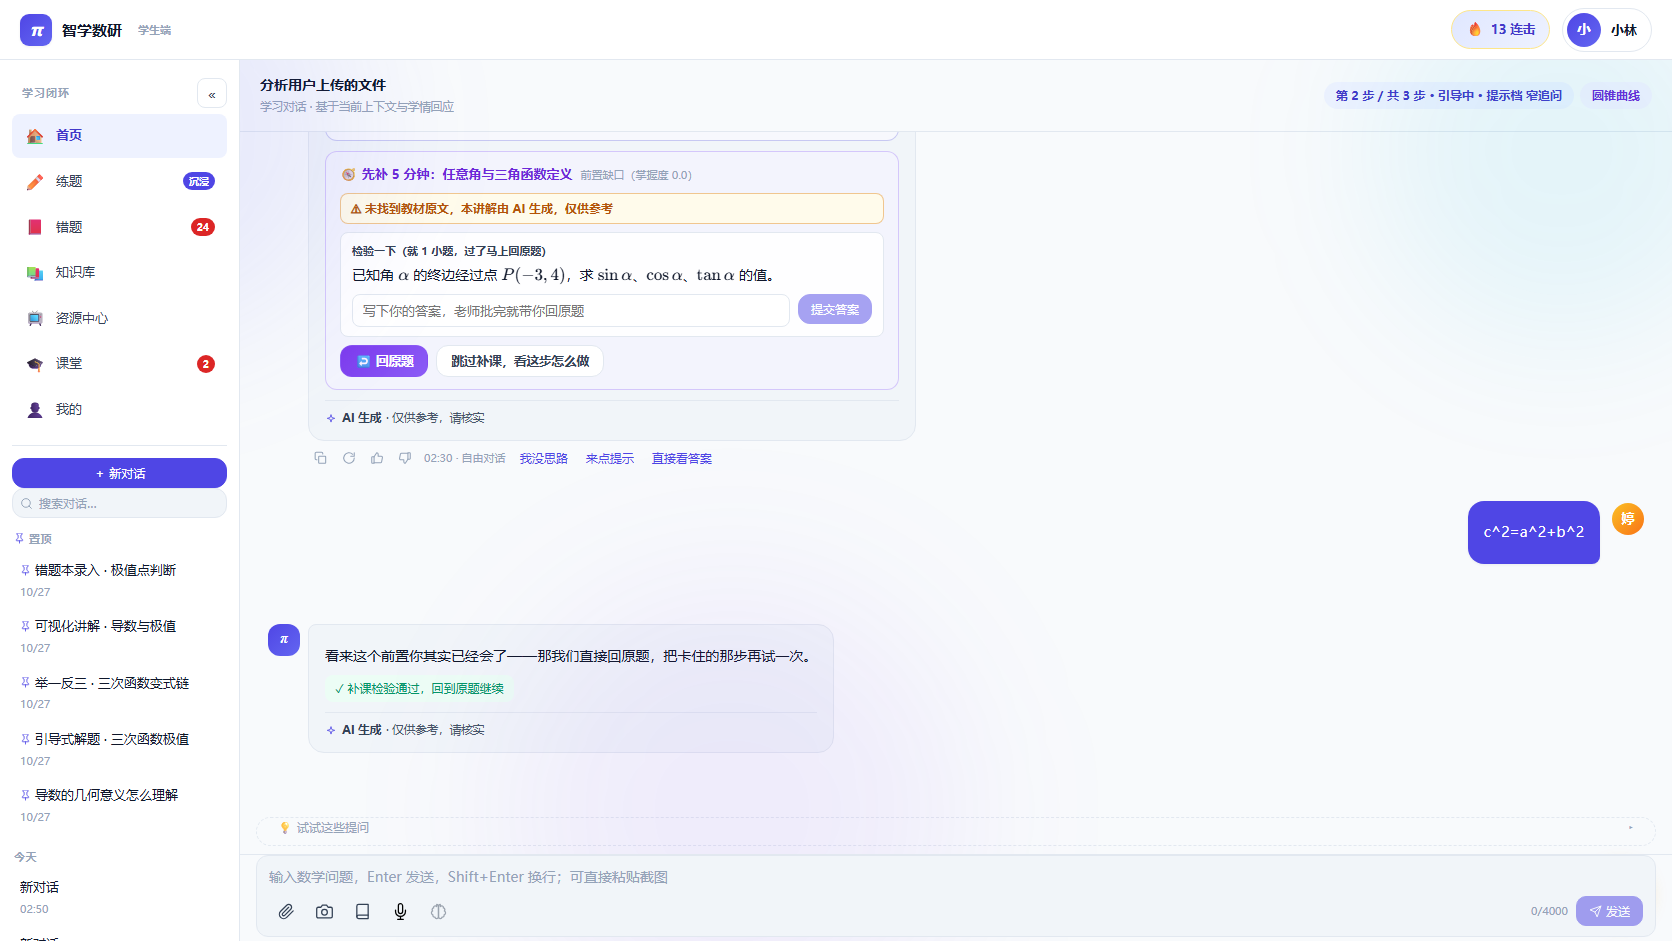 π 智学数研 学生端
13 连击
小 小林
学习闭环 «
首页
练题 沉浸
错题 24
知识库
资源中心
课堂 2
我的
+ 新对话
搜索对话...
置顶
错题本录入 · 极值点判断
10/27
可视化讲解 · 导数与极值
10/27
举一反三 · 三次函数变式链
10/27
引导式解题 · 三次函数极值
10/27
导数的几何意义怎么理解
10/27
今天
新对话
02:50
分析用户上传的文件
学习对话 · 基于当前上下文与学情回应
第 2 步 / 共 3 步 • 引导中 • 提示档 窄追问 圆锥曲线
先补 5 分钟：任意角与三角函数定义 前置缺口（掌握度 0.0）
未找到教材原文，本讲解由 AI 生成，仅供参考
检验一下（就 1 小题，过了马上回原题）
已知角 α 的终边经过点 P(−3, 4)，求 sin α、cos α、tan α 的值。
写下你的答案，老师批完就带你回原题 提交答案
回原题 跳过补课，看这步怎么做
AI 生成 · 仅供参考，请核实
02:30 · 自由对话 我没思路 来点提示 直接看答案
c^2=a^2+b^2 婷
π
看来这个前置你其实已经会了——那我们直接回原题，把卡住的那步再试一次。
✓ 补课检验通过，回到原题继续
AI 生成 · 仅供参考，请核实
试试这些提问
输入数学问题，Enter 发送，Shift+Enter 换行；可直接粘贴截图
0/4000 发送